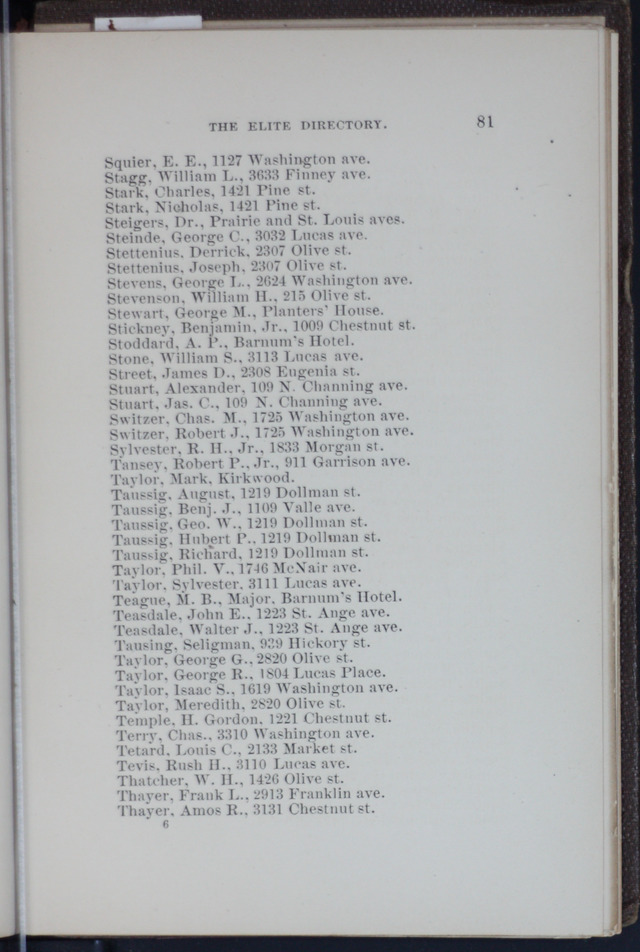 THE ELITE DIRECTORY. 81
Squier, E. E., 1127 Washington ave.
Stagg, William L., 3633 Finney ave.
Stark, Charles, 1421 Pine st.
Stark, Nicholas, 1421 Pine st.
Steigers, Dr., Prairie and St. Louis aves.
Steinde, George C., 3032 Lucas ave.
Stettenius, Derrick, 2307 Olive st.
Stettenius, Joseph, 2307 Olive st.
Stevens, George L., 2624 Washington ave.
Stevenson, William H., 215 Olive st.
Stewart, George M., Planters' House.
Stickney, Benjamin, Jr., 1009 Chestnut st.
Stoddard, A. P., Barnum's Hotel.
Stone, William S., 3113 Lucas ave.
Street, James D., 2308 Eugenia st.
Stuart, Alexander, 109 N. Channing ave.
Stuart, Jas. C., 109 N. Channing ave.
Switzer, Chas. M., 1725 Washington ave.
Switzer, Robert J., 1725 Washington ave.
Sylvester, R. H., Jr., 1833 Morgan st.
Tansey, Robert P., Jr., 911 Garrison ave.
Taylor, Mark, Kirkwood.
Taussig, August, 1219 Dollman st.
Taussig, Benj. J., 1109 Valle ave.
Taussig, Geo. W., 1219 Dollman st.
Taussig, Hubert P., 1219 Dollman st.
Taussig, Richard, 1219 Dollman st.
Taylor, Phil. V., 1746 McNair ave.
Taylor, Sylvester, 3111 Lucas ave.
Teague, M. B., Major, Barnum's Hotel.
Teasdale, John E., 1223 St. Ange ave.
Teasdale, Walter J., 1223 St. Ange ave.
Tausing, Seligman, 939 Hickory st.
Taylor, George G., 2820 Olive st.
Taylor, George R., 1804 Lucas Place.
Taylor, Isaac S., 1619 Washington ave.
Taylor, Meredith, 2820 Olive st.
Temple, H. Gordon, 1221 Chestnut st.
Terry, Chas., 3310 Washington ave.
Tetard, Louis C., 2133 Market st.
Tevis, Rush H., 3110 Lucas ave.
Thatcher, W. H., 1426 Olive st.
Thayer, Frank L., 2913 Franklin ave.
Thayer, Amos R., 3131 Chestnut st.
6